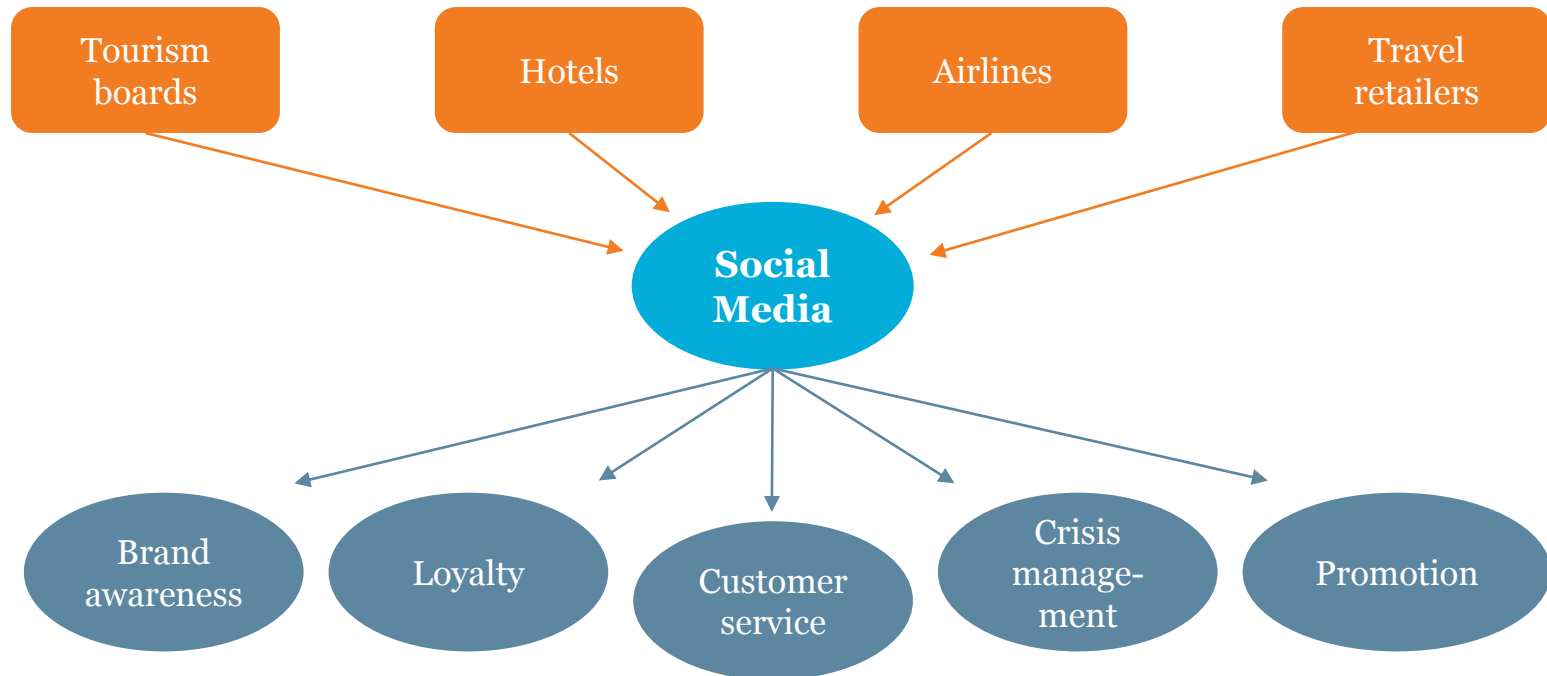 Tourism
boards
Hotels
Airlines
Travel
retailers
Social
Media
Brand
awareness
Loyalty
Customer
service
Crisis
manage-
ment
Promotion